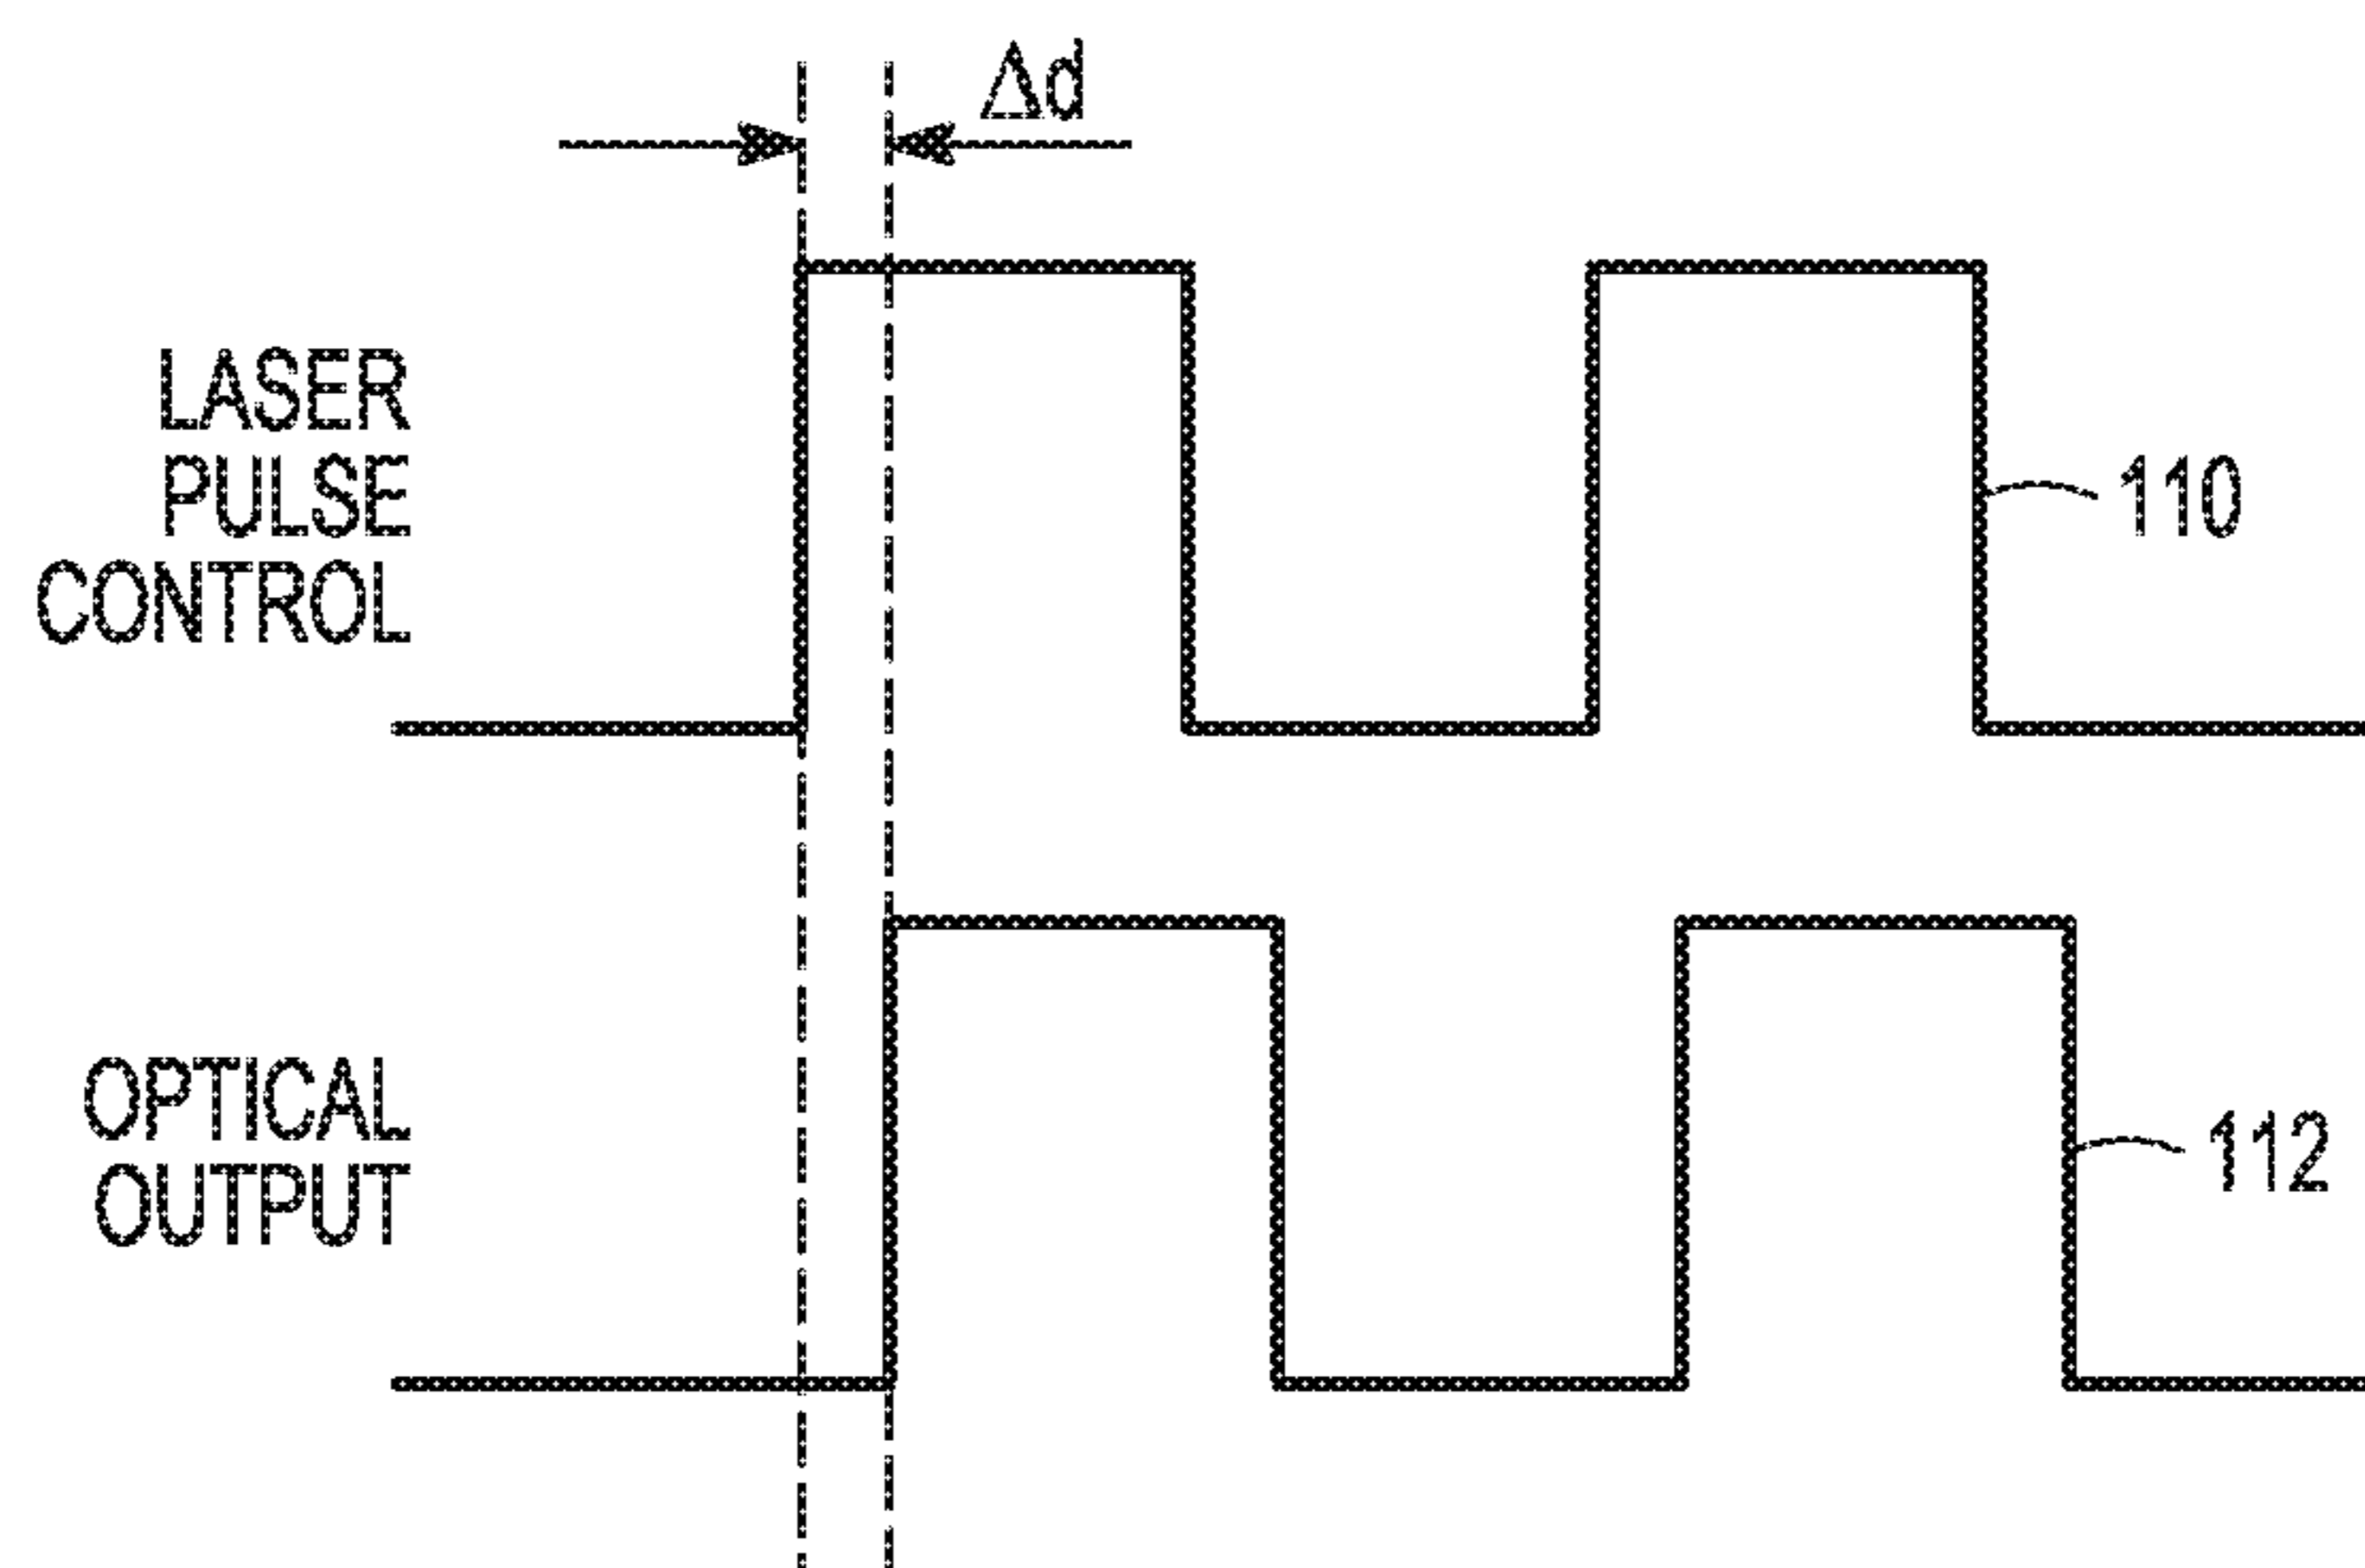 Δd
LASER
PULSE
CONTROL
110
OPTICAL
OUTPUT
112